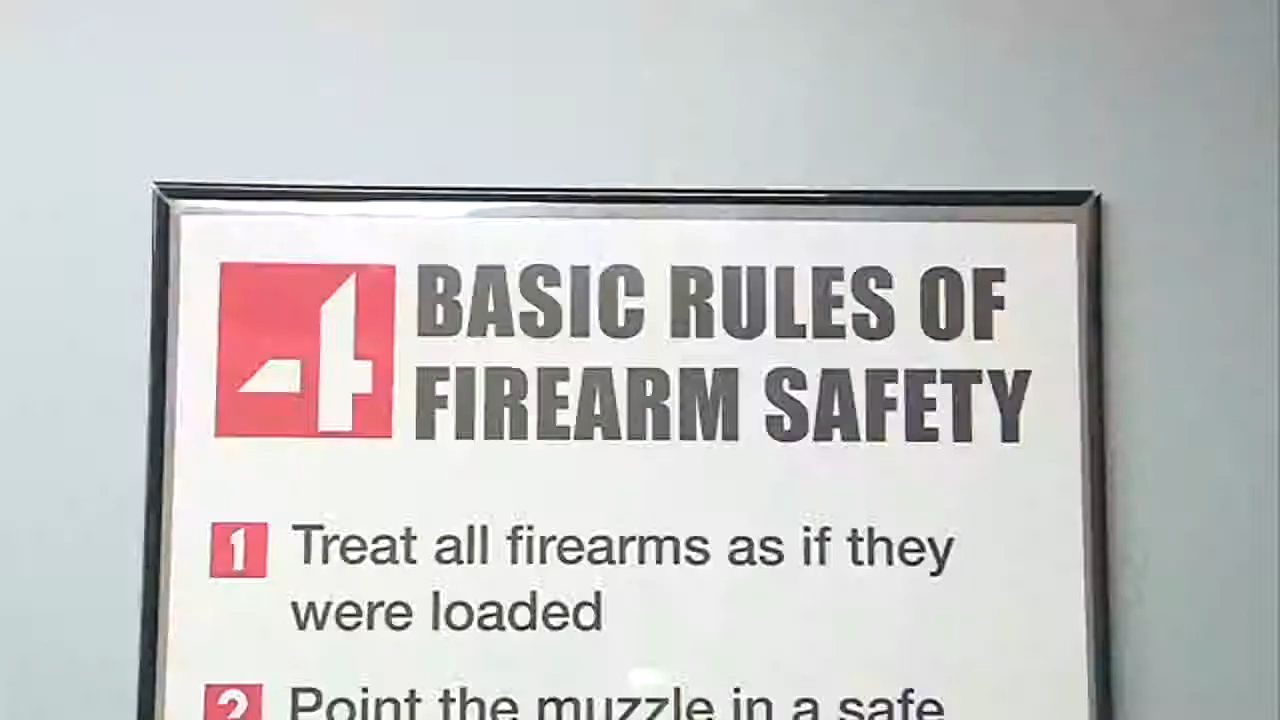 4 BASIC RULES OF
FIREARM SAFETY
1 Treat all firearms as if they
were loaded
2 Point the muzzle in a safe